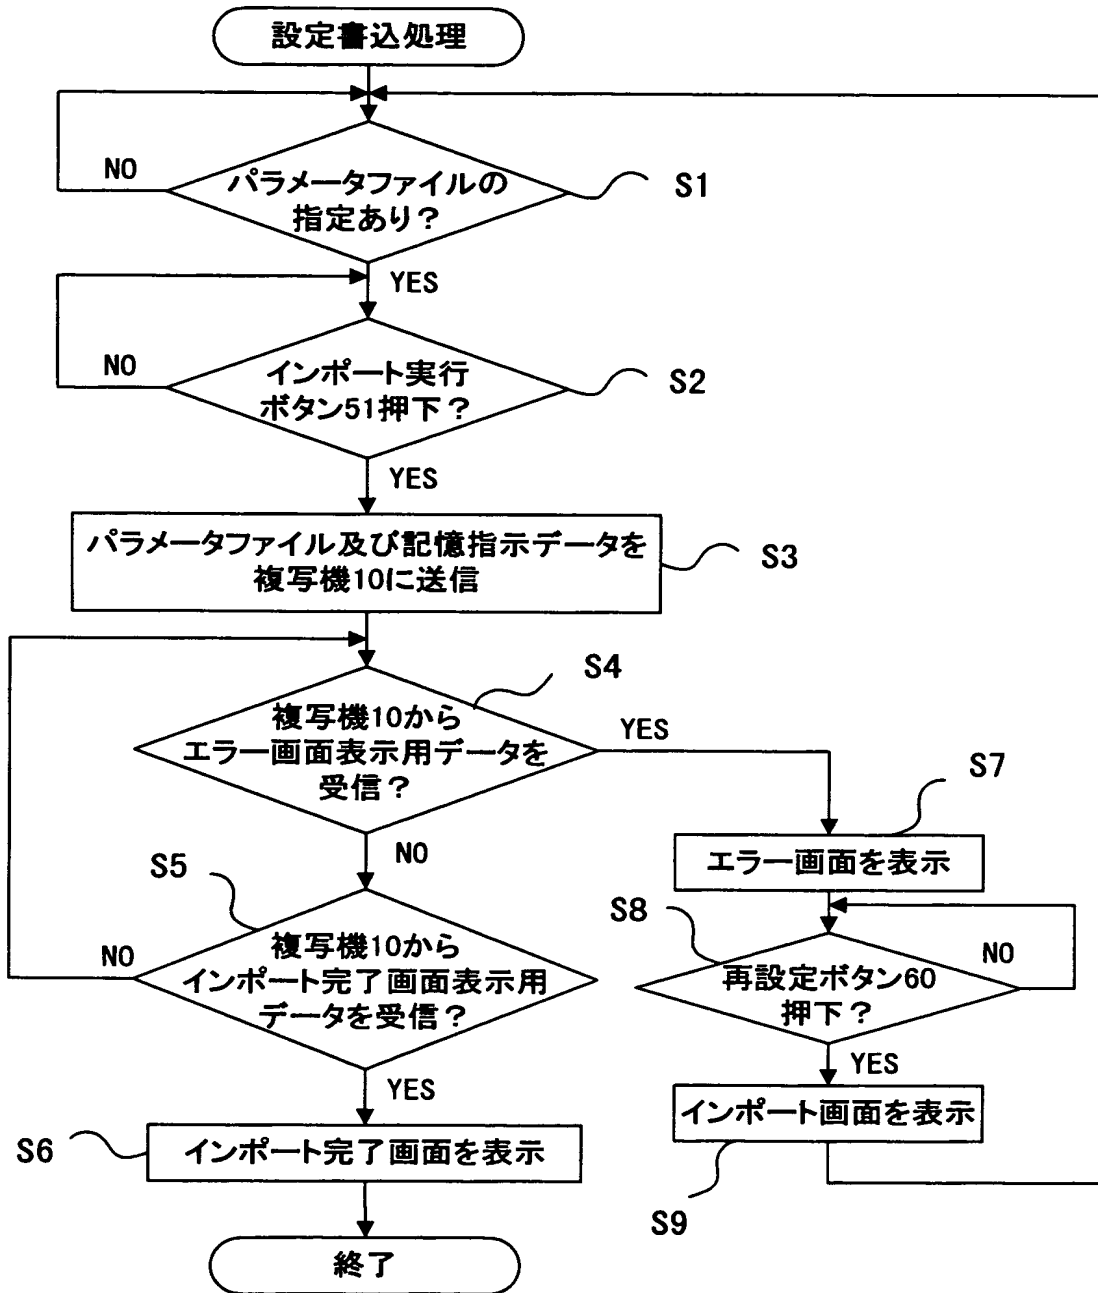 設定書込処理
NO
パラメータファイルの
指定あり？
S1
YES
NO
インポート実行
ボタン51押下？
S2
YES
パラメータファイル及び記憶指示データを
複写機10に送信
S3
S4
複写機10から
エラー画面表示用データを
受信？
YES
NO
S7
エラー画面を表示
S5
複写機10から
インポート完了画面表示用
データを受信？
NO
S8
再設定ボタン60
押下？
NO
YES
YES
インポート画面を表示
S6
インポート完了画面を表示
S9
終了